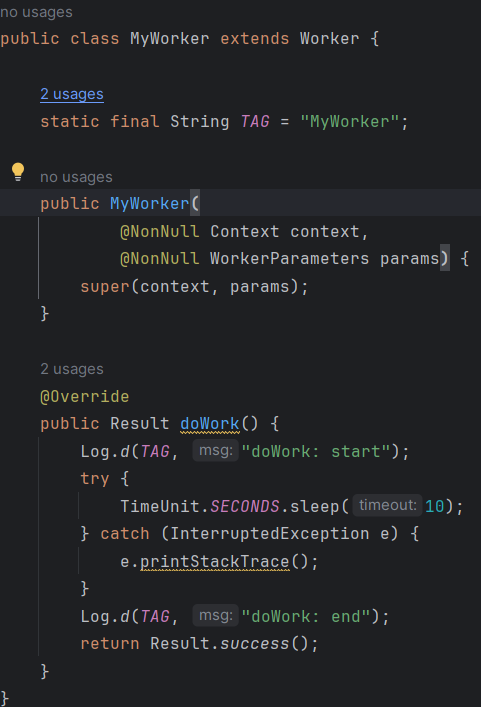 no usages
public class MyWorker extends Worker {
2 usages
static final String TAG = "MyWorker";
no usages
public MyWorker(
@NonNull Context context,
@NonNull WorkerParameters params) {
super(context, params);
}
2 usages
@Override
public Result doWork() {
Log.d(TAG, msg: "doWork: start");
try {
TimeUnit.SECONDS.sleep( timeout: 10);
} catch (InterruptedException e) {
e.printStackTrace();
}
Log.d(TAG, msg: "doWork: end");
return Result.success();
}
}